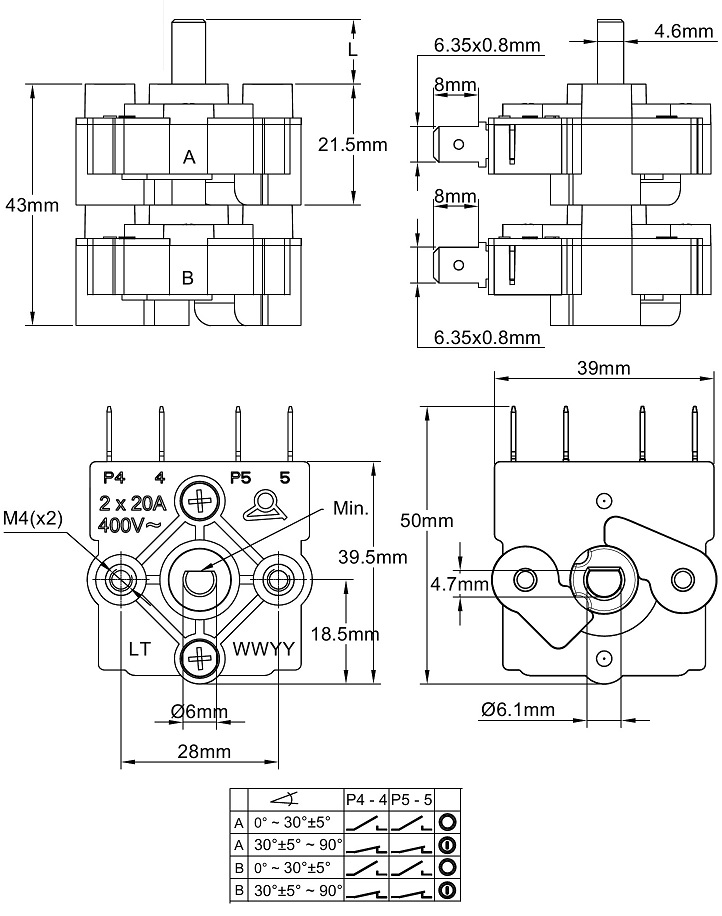 4.6mm
6.35x0.8mm
L
8mm
21.5mm
A
43mm
8mm
B
6.35x0.8mm
39mm
P4 4 P5 5
2 x 20A
400V~
M4(x2)
Min.
50mm
39.5mm
4.7mm
18.5mm
LT WWYY
Ø6mm
Ø6.1mm
28mm
P4 - 4 P5 - 5
A 0° ~ 30°±5°
A 30°±5° ~ 90°
B 0° ~ 30°±5°
B 30°±5° ~ 90°